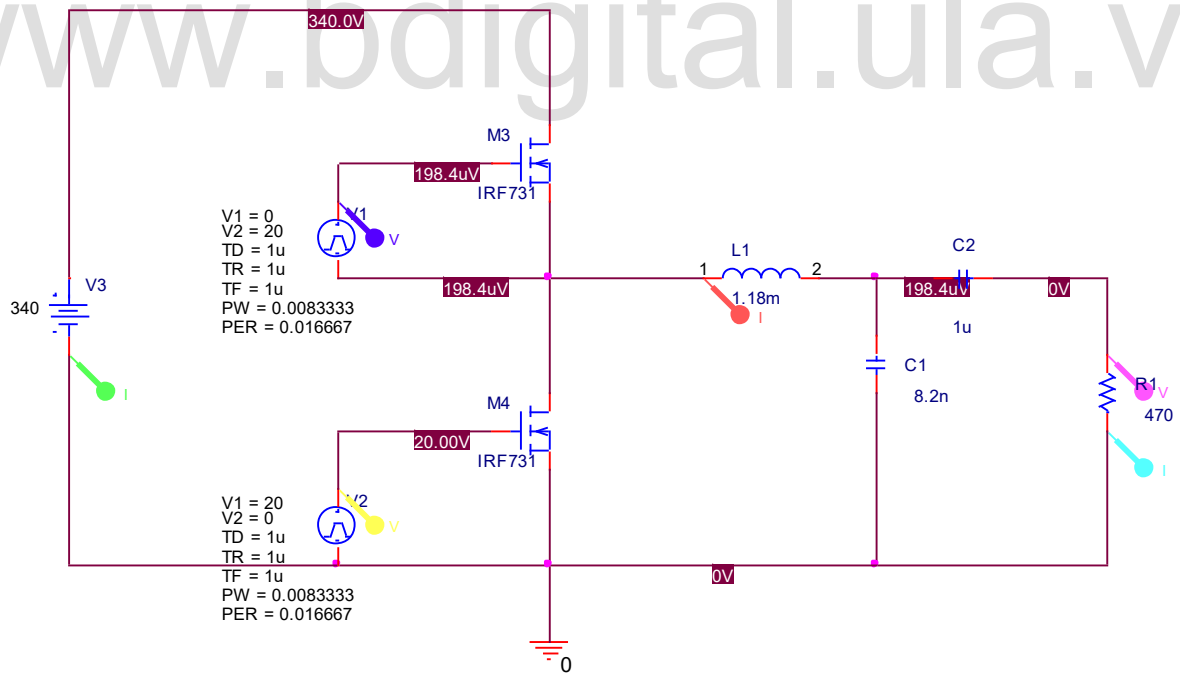 www.bdigital.ula.v
340.0V
M3
198.4uV
IRF731
V1
V1 = 0
V2 = 20
TD = 1u
TR = 1u
TF = 1u
PW = 0.0083333
PER = 0.016667
V
198.4uV
V3
340
I
L1
1
2
1.18m
I
C2
198.4uV
0V
1u
C1
8.2n
R1
470
V
I
M4
20.00V
IRF731
V2
V1 = 20
V2 = 0
TD = 1u
TR = 1u
TF = 1u
PW = 0.0083333
PER = 0.016667
V
0V
0